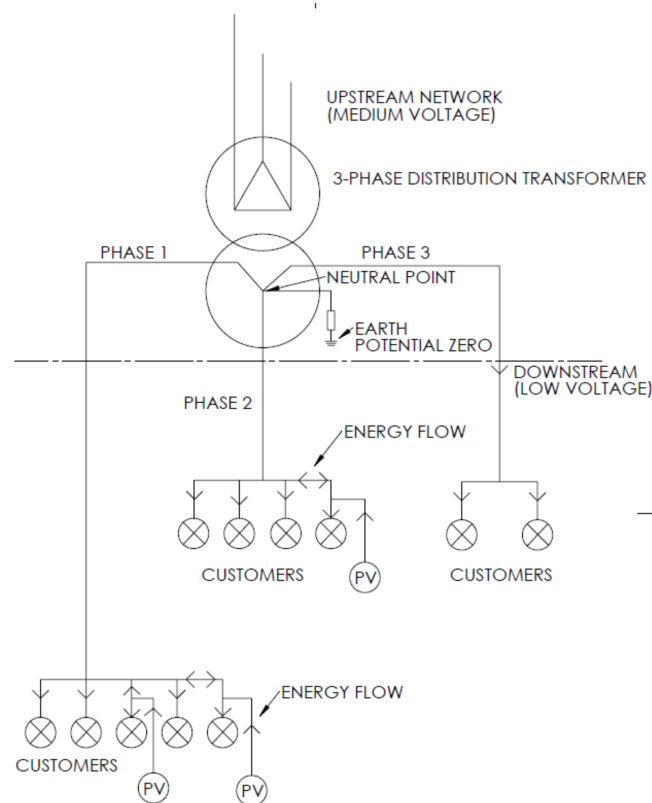 UPSTREAM NETWORK
(MEDIUM VOLTAGE)
3-PHASE DISTRIBUTION TRANSFORMER
PHASE 1
PHASE 3
NEUTRAL POINT
EARTH
POTENTIAL ZERO
DOWNSTREAM
(LOW VOLTAGE)
PHASE 2
ENERGY FLOW
CUSTOMERS
PV
CUSTOMERS
ENERGY FLOW
CUSTOMERS
PV
PV